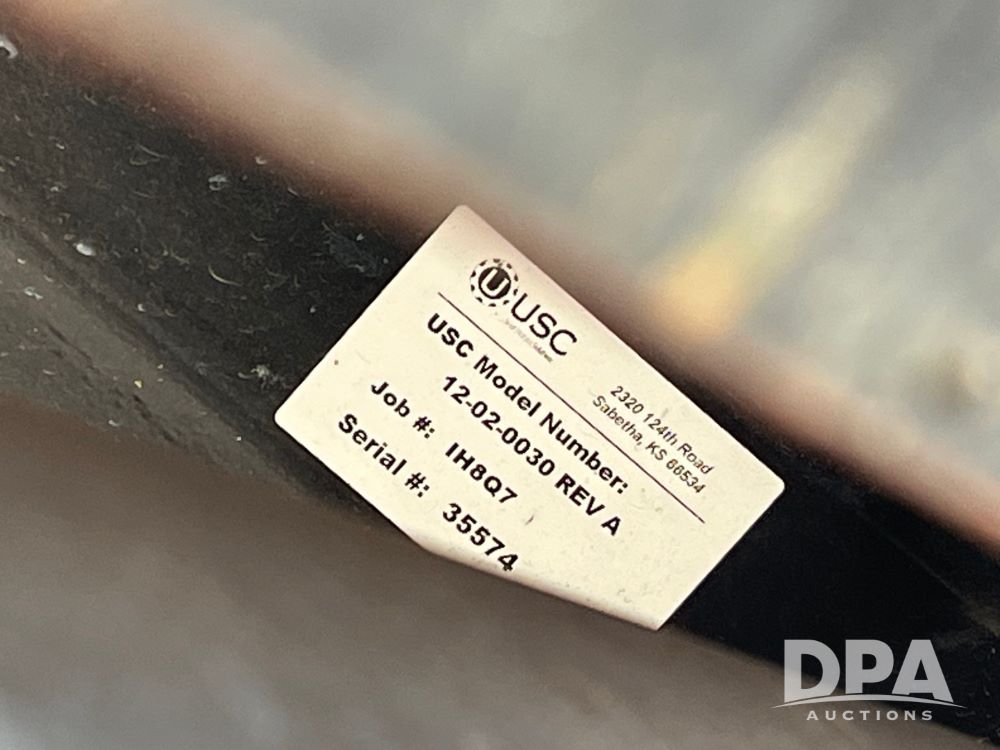 U USC
2320 124th Road
Sabetha, KS 66534
USC Model Number:
12-02-0030 REV A
Job #: IH8Q7
Serial #: 35574
DPA
AUCTIONS